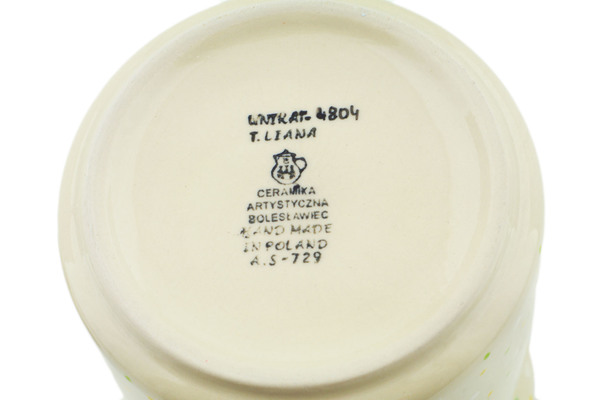 UNIKAT-4804
T. LIANA
CERAMIKA
ARTYSTYCZNA
BOLESŁAWIEC
HAND MADE
IN POLAND
A.S-729